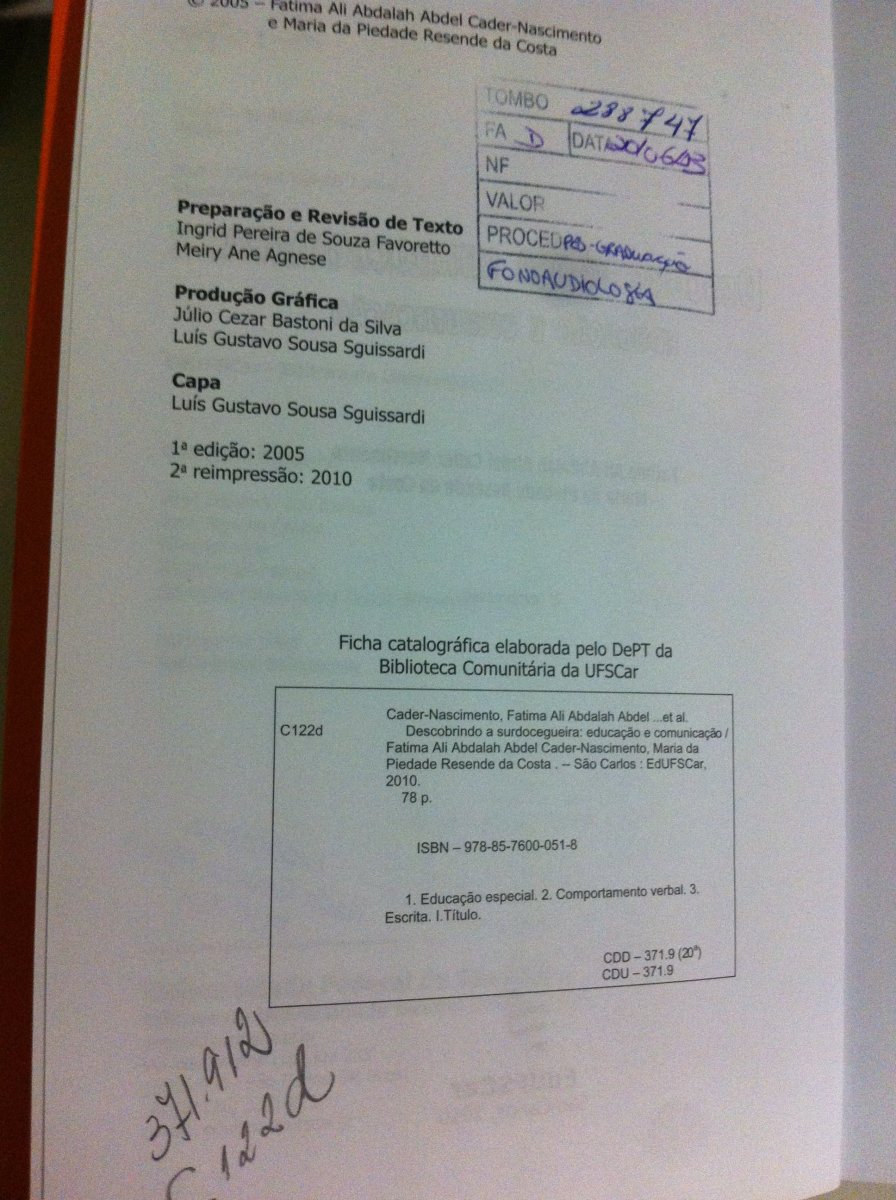 © 2005 – Fatima Ali Abdalah Abdel Cader-Nascimento
e Maria da Piedade Resende da Costa
TOMBO 288747
FA D DATA 20/06/13
NF
VALOR
PROCED PÓS-GRADUAÇÃO
FONOAUDIOLOGIA
Preparação e Revisão de Texto
Ingrid Pereira de Souza Favoretto
Meiry Ane Agnese
Produção Gráfica
Júlio Cezar Bastoni da Silva
Luís Gustavo Sousa Sguissardi
Capa
Luís Gustavo Sousa Sguissardi
1ª edição: 2005
2ª reimpressão: 2010
Ficha catalográfica elaborada pelo DePT da
Biblioteca Comunitária da UFSCar
Cader-Nascimento, Fatima Ali Abdalah Abdel ...et al.
C122d Descobrindo a surdocegueira: educação e comunicação /
Fatima Ali Abdalah Abdel Cader-Nascimento, Maria da
Piedade Resende da Costa . – São Carlos : EdUFSCar,
2010.
78 p.
ISBN – 978-85-7600-051-8
1. Educação especial. 2. Comportamento verbal. 3.
Escrita. I.Título.
CDD – 371.9 (20ª)
CDU – 371.9
371.912
C122d